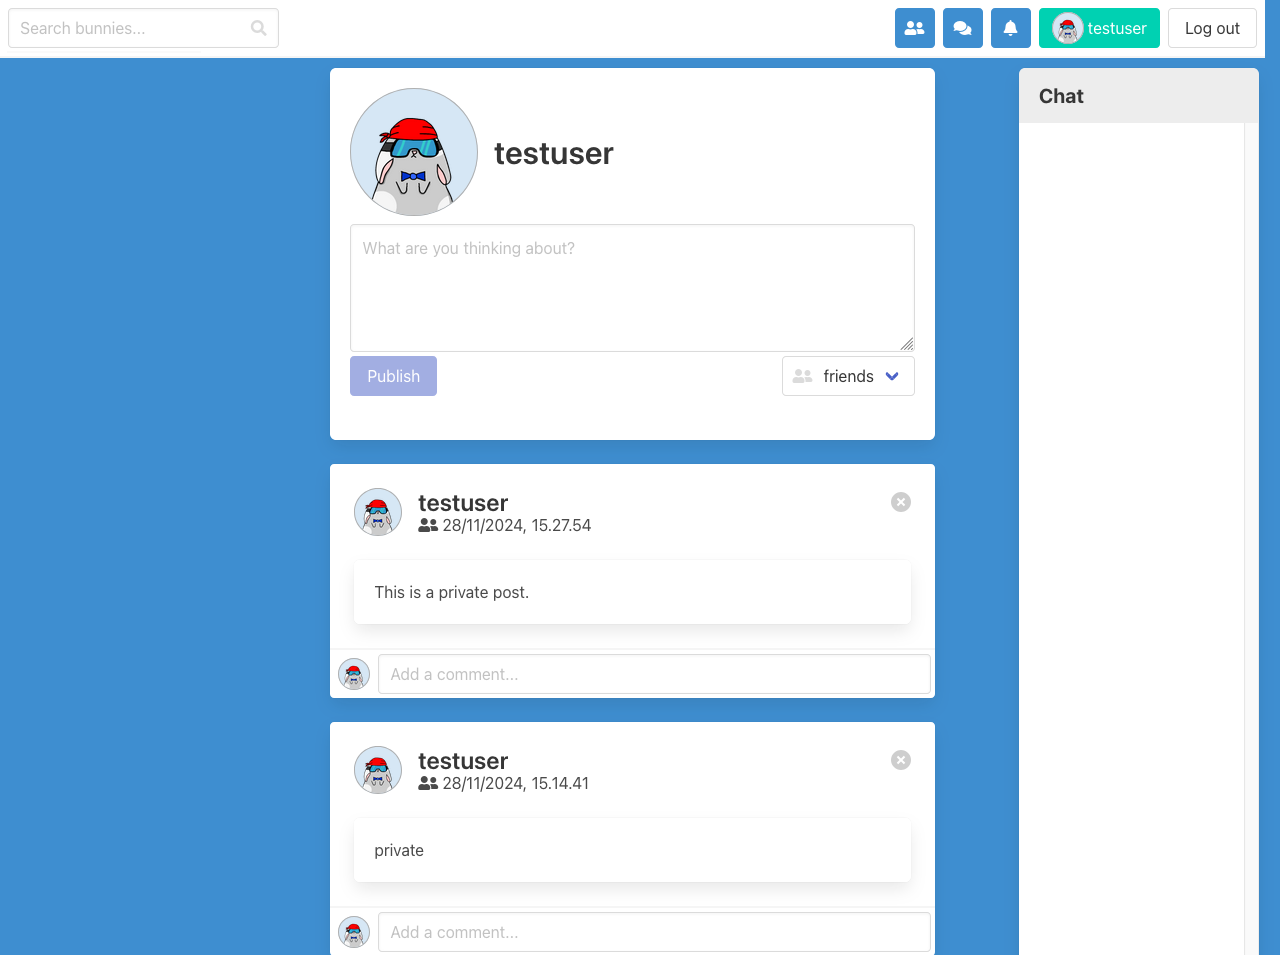 Search bunnies...
testuser
Log out
testuser
What are you thinking about?
Publish
friends
testuser
28/11/2024, 15.27.54
This is a private post.
Add a comment...
testuser
28/11/2024, 15.14.41
private
Add a comment...
Chat